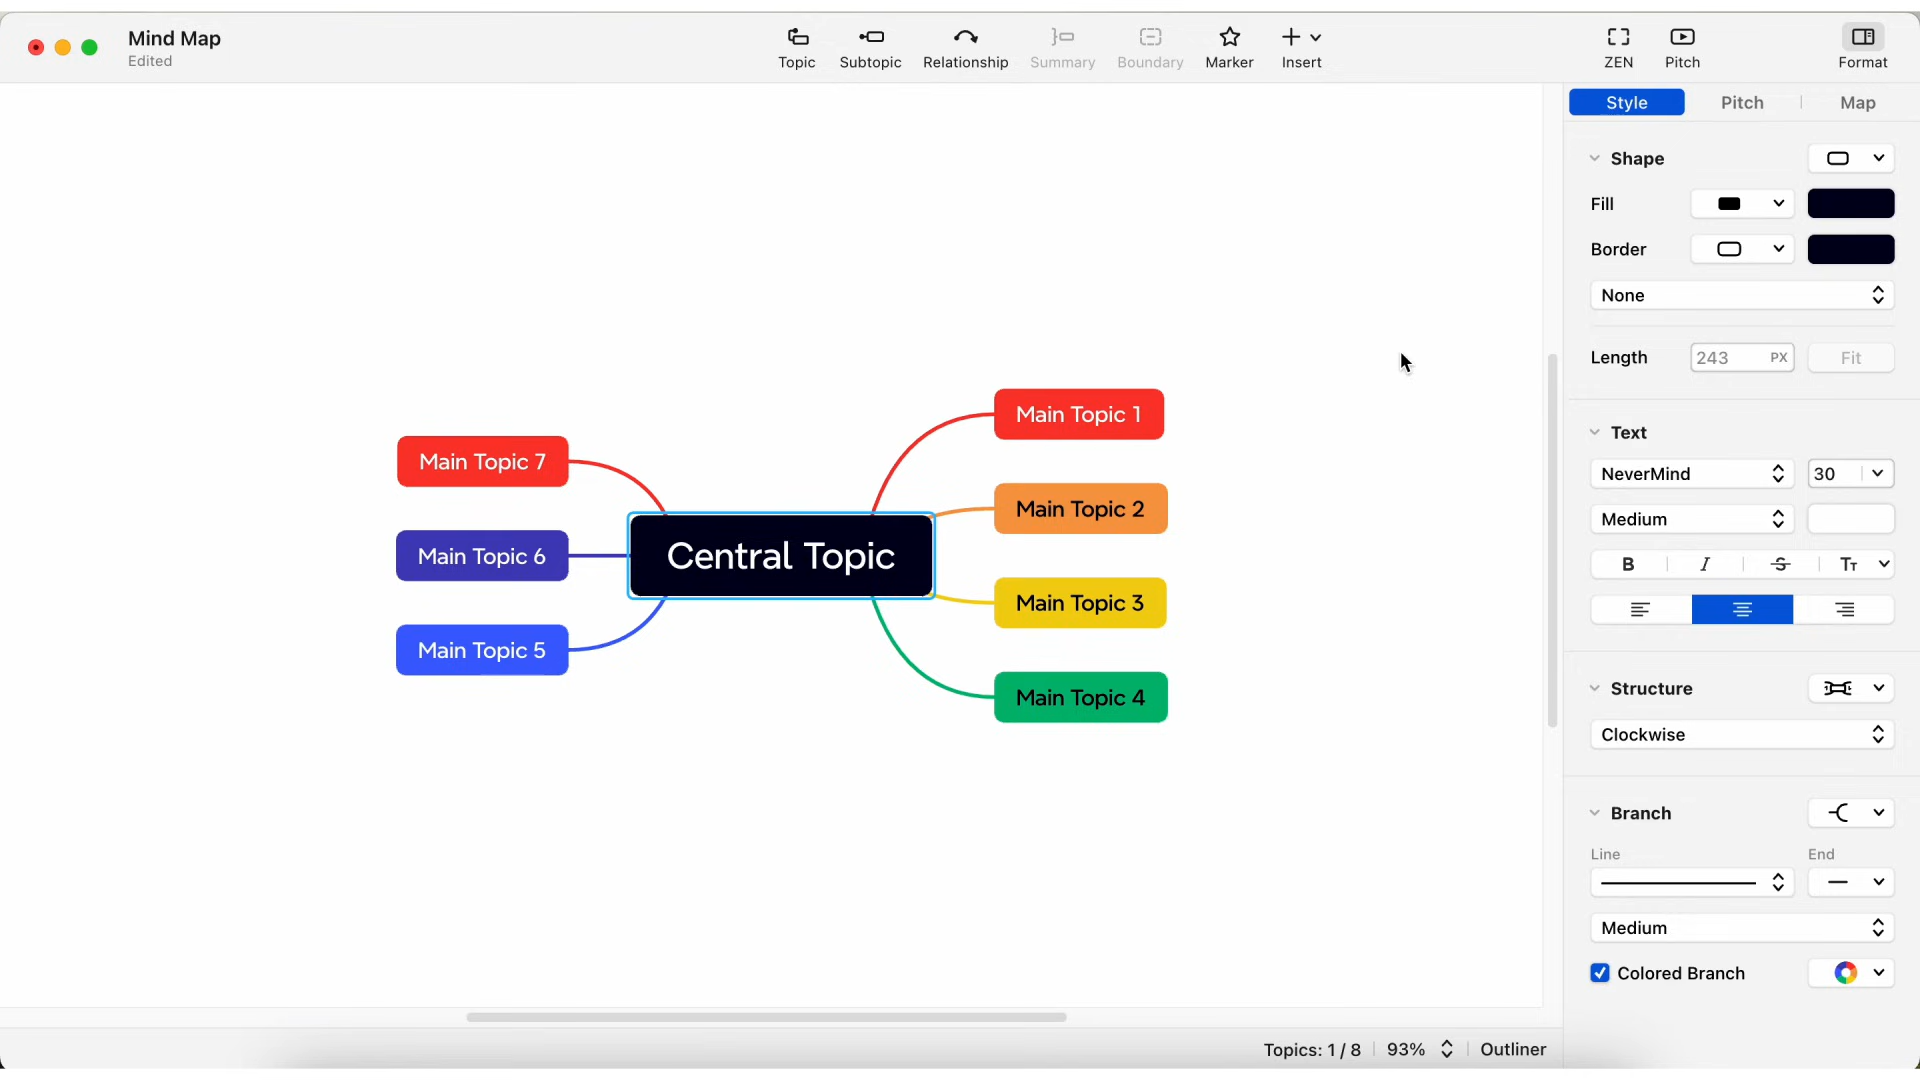 Mind Map
Edited
Topic
Subtopic
Relationship
Summary
Boundary
Marker
Insert
ZEN
Pitch
Format
Style
Pitch
Map
Shape
Fill
Border
None
Length 243 PX Fit
Text
NeverMind 30
Medium
B I S TT
Structure
Clockwise
Branch
Line End
Medium
Colored Branch
Main Topic 1
Main Topic 2
Main Topic 3
Main Topic 4
Main Topic 7
Main Topic 6
Main Topic 5
Central Topic
Topics: 1 / 8 93% Outliner